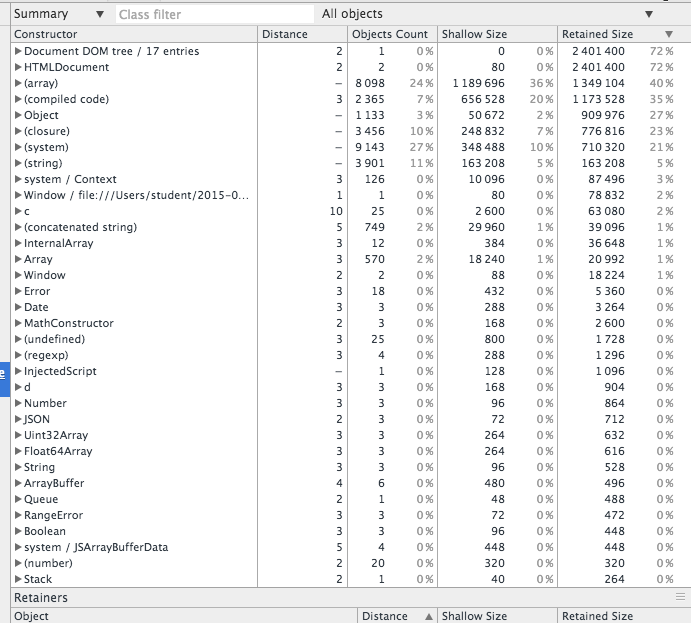 Summary ▼ Class filter All objects ▼
Constructor Distance Objects Count Shallow Size Retained Size ▼
▶Document DOM tree / 17 entries 2 1 0% 0 0% 2 401 400 72%
▶HTMLDocument 2 2 0% 80 0% 2 401 400 72%
▶(array) – 8 098 24% 1 189 696 36% 1 349 104 40%
▶(compiled code) 3 2 365 7% 656 528 20% 1 173 528 35%
▶Object – 1 133 3% 50 672 2% 909 976 27%
▶(closure) – 3 456 10% 248 832 7% 776 816 23%
▶(system) – 9 143 27% 348 488 10% 710 320 21%
▶(string) – 3 901 11% 163 208 5% 163 208 5%
▶system / Context 3 126 0% 10 096 0% 87 496 3%
▶Window / file:///Users/student/2015-0... 1 1 0% 80 0% 78 832 2%
▶c 10 25 0% 2 600 0% 63 080 2%
▶(concatenated string) 5 749 2% 29 960 1% 39 096 1%
▶InternalArray 3 12 0% 384 0% 36 648 1%
▶Array 3 570 2% 18 240 1% 20 992 1%
▶Window 2 2 0% 88 0% 18 224 1%
▶Error 3 18 0% 432 0% 5 360 0%
▶Date 3 3 0% 288 0% 3 264 0%
▶MathConstructor 2 3 0% 168 0% 2 600 0%
▶(undefined) 3 25 0% 800 0% 1 728 0%
▶(regexp) 3 4 0% 288 0% 1 296 0%
▶InjectedScript – 1 0% 128 0% 1 096 0%
▶d 3 3 0% 168 0% 904 0%
▶Number 3 3 0% 96 0% 864 0%
▶JSON 2 3 0% 72 0% 712 0%
▶Uint32Array 3 3 0% 264 0% 632 0%
▶Float64Array 3 3 0% 264 0% 616 0%
▶String 3 3 0% 96 0% 528 0%
▶ArrayBuffer 4 6 0% 480 0% 496 0%
▶Queue 2 1 0% 48 0% 488 0%
▶RangeError 3 3 0% 72 0% 472 0%
▶Boolean 3 3 0% 96 0% 448 0%
▶system / JSArrayBufferData 5 4 0% 448 0% 448 0%
▶(number) 2 20 0% 320 0% 320 0%
▶Stack 2 1 0% 40 0% 264 0%
Retainers
Object Distance ▲ Shallow Size Retained Size